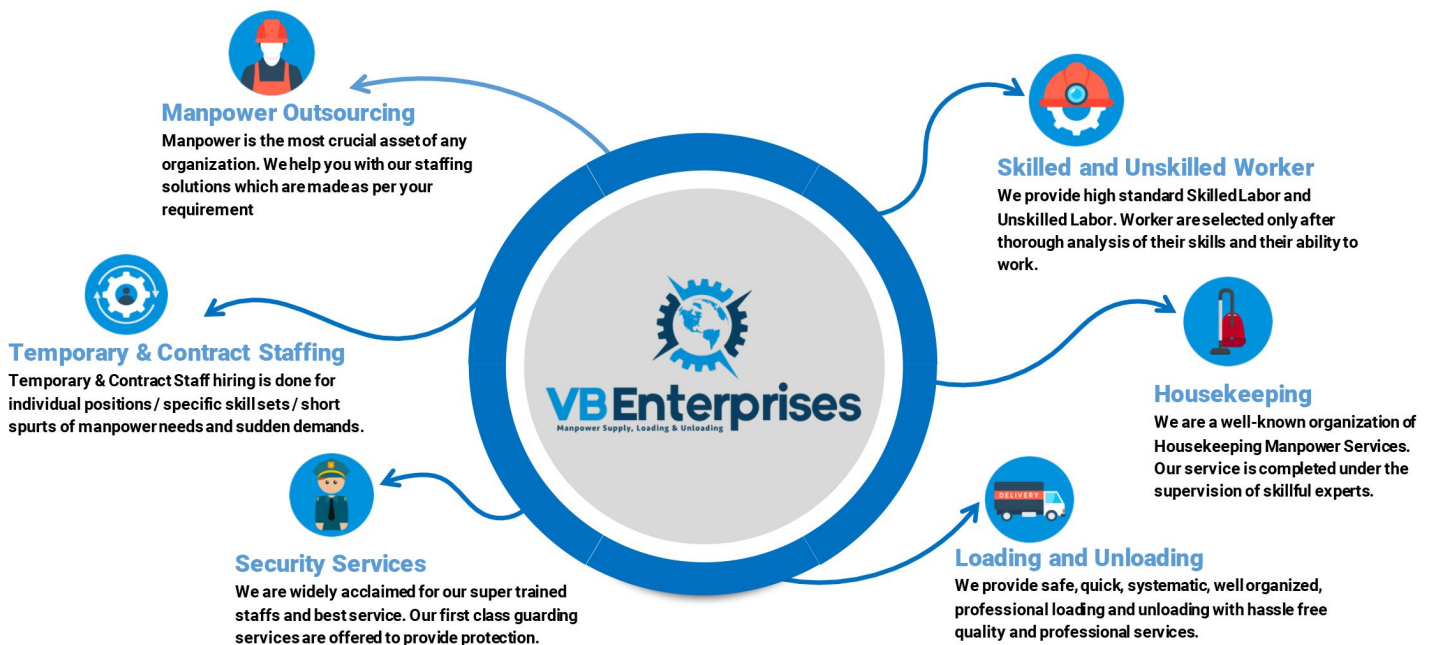 Manpower Outsourcing
Manpower is the most crucial asset of any
organization. We help you with our staffing
solutions which are made as per your
requirement
Temporary & Contract Staffing
Temporary & Contract Staff hiring is done for
individual positions / specific skill sets / short
spurts of manpower needs and sudden demands.
Security Services
We are widely acclaimed for our super trained
staffs and best service. Our first class guarding
services are offered to provide protection.
VB Enterprises
Manpower Supply, Loading & Unloading
Skilled and Unskilled Worker
We provide high standard Skilled Labor and
Unskilled Labor. Worker are selected only after
thorough analysis of their skills and their ability to
work.
Housekeeping
We are a well-known organization of
Housekeeping Manpower Services.
Our service is completed under the
supervision of skillful experts.
DELIVERY
Loading and Unloading
We provide safe, quick, systematic, well organized,
professional loading and unloading with hassle free
quality and professional services.